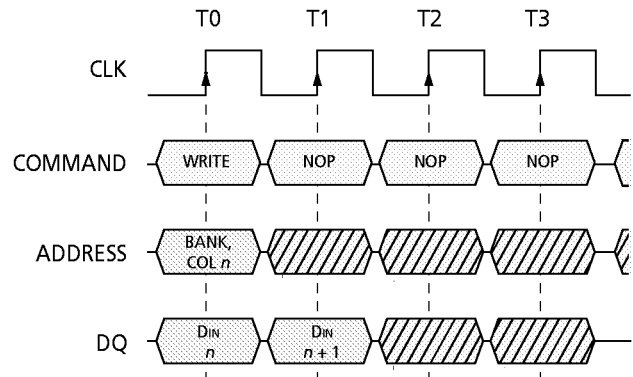 T0 T1 T2 T3
CLK
COMMAND WRITE NOP NOP NOP
ADDRESS BANK,
COL n
DQ DIN DIN
n n + 1